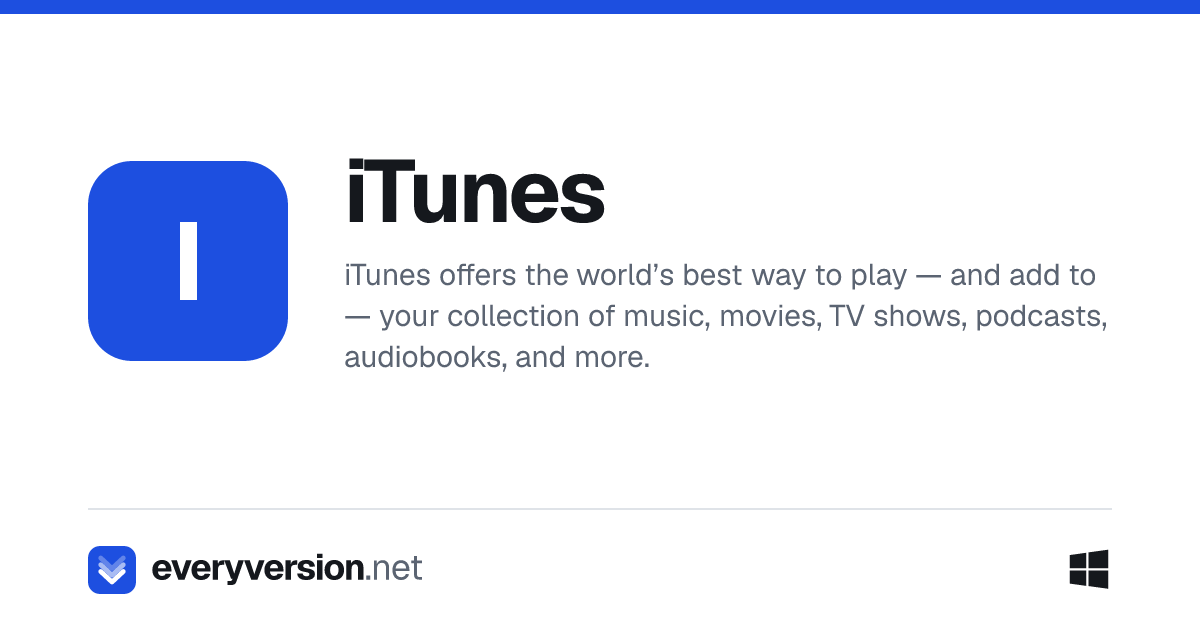 I
iTunes
iTunes offers the world’s best way to play — and add to
— your collection of music, movies, TV shows, podcasts,
audiobooks, and more.
everyversion.net